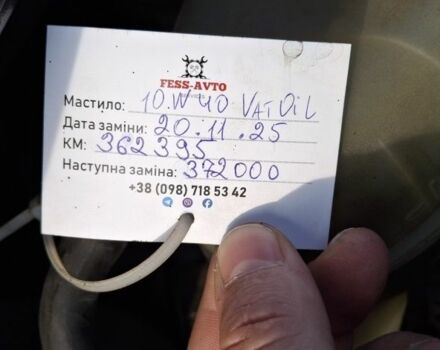 FESS-AVTO
Мастило: 10W40 VatOil
Дата заміни: 20.11.25
КМ: 362395
Наступна заміна: 372000
+38 (098) 718 53 42